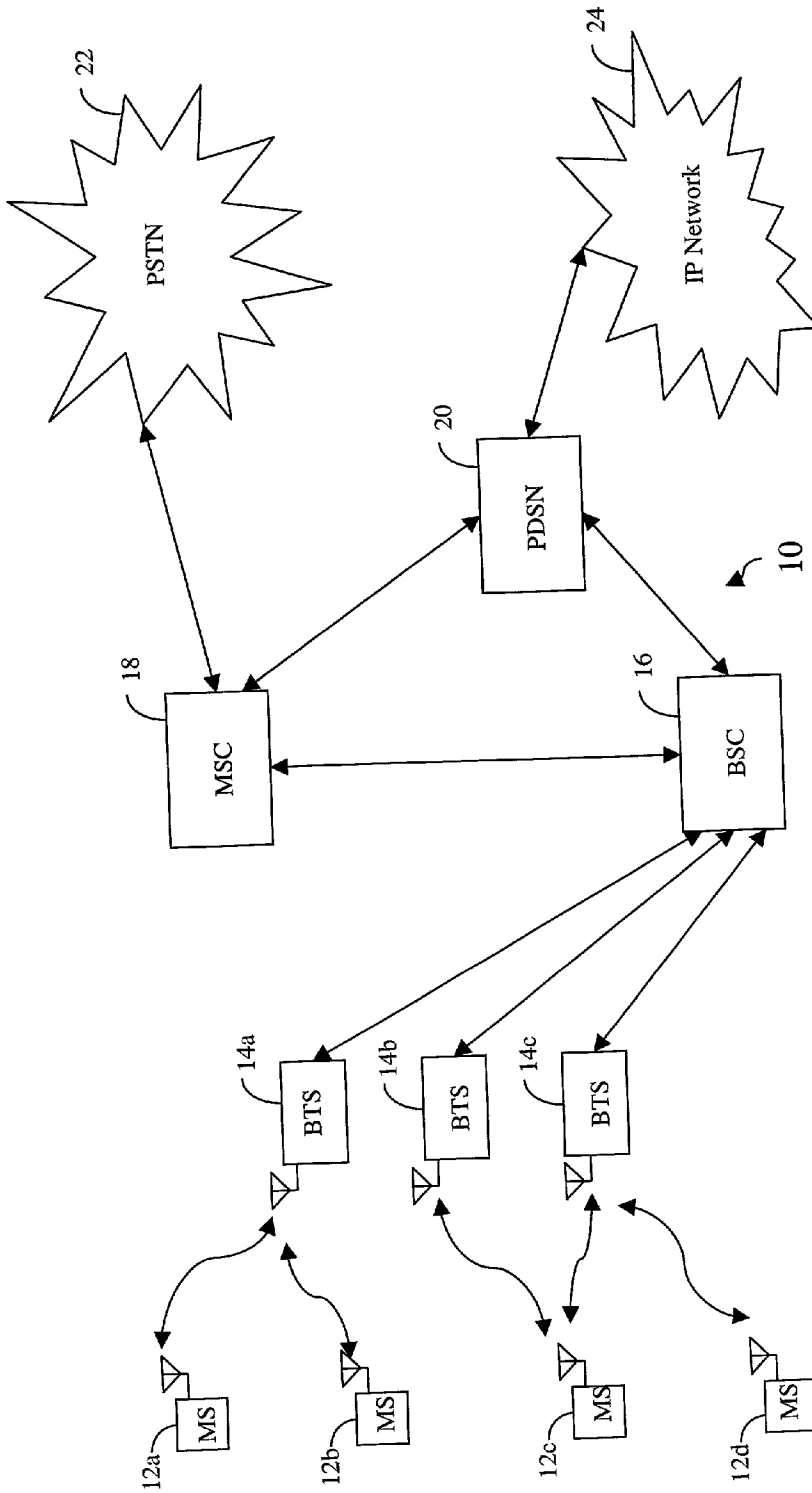 12a
MS
12b
MS
12c
MS
12d
MS
14a
BTS
14b
BTS
14c
BTS
18
MSC
16
BSC
10
20
PDSN
22
PSTN
24
IP Network